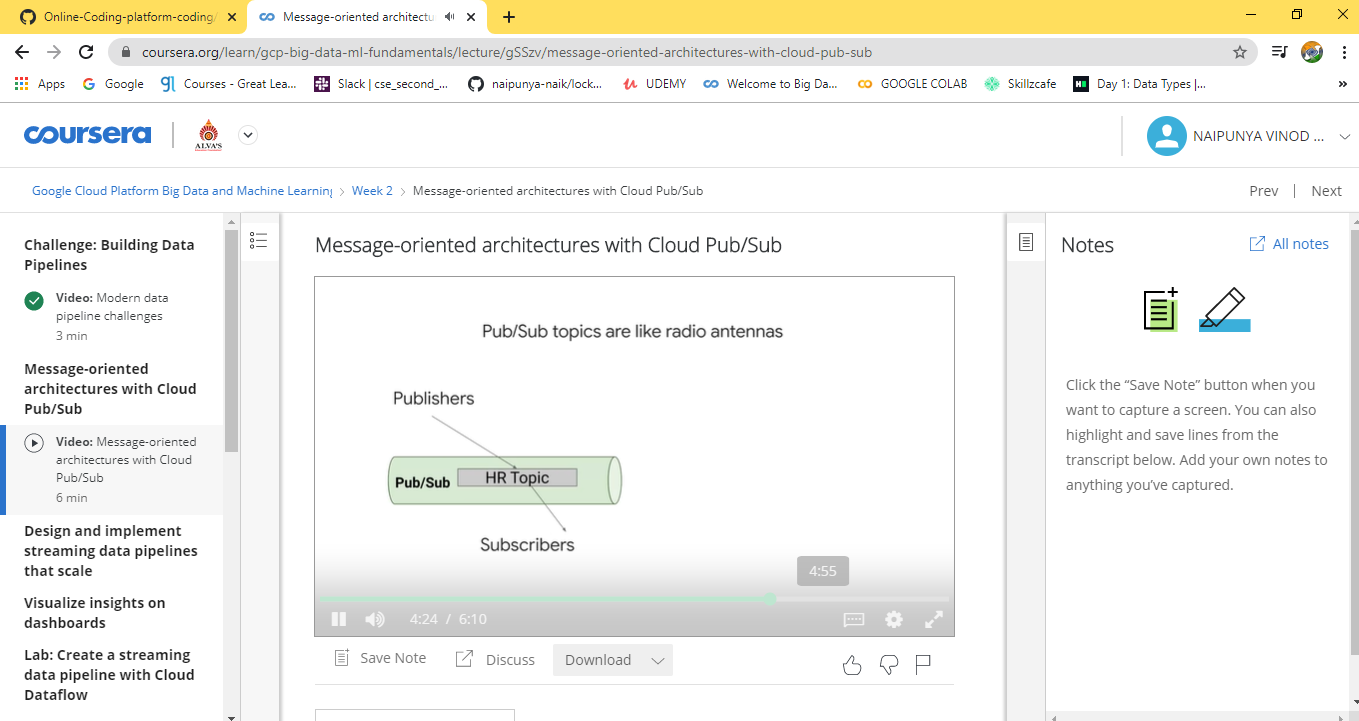 Online-Coding-platform-coding/
Message-oriented architectu
coursera.org/learn/gcp-big-data-ml-fundamentals/lecture/gSSzv/message-oriented-architectures-with-cloud-pub-sub
Apps
Google
Courses - Great Lea...
Slack | cse_second_...
naipunya-naik/lock...
UDEMY
Welcome to Big Da...
GOOGLE COLAB
Skillzcafe
Day 1: Data Types |...
coursera
ALVA'S
NAIPUNYA VINOD ...
Google Cloud Platform Big Data and Machine Learning
Week 2
Message-oriented architectures with Cloud Pub/Sub
Prev | Next
Challenge: Building Data
Pipelines
Video: Modern data
pipeline challenges
3 min
Message-oriented
architectures with Cloud
Pub/Sub
Video: Message-oriented
architectures with Cloud
Pub/Sub
6 min
Design and implement
streaming data pipelines
that scale
Visualize insights on
dashboards
Lab: Create a streaming
data pipeline with Cloud
Dataflow
Message-oriented architectures with Cloud Pub/Sub
Pub/Sub topics are like radio antennas
Publishers
Pub/Sub
HR Topic
Subscribers
4:55
4:24 / 6:10
Save Note
Discuss
Download
Notes
All notes
Click the “Save Note” button when you
want to capture a screen. You can also
highlight and save lines from the
transcript below. Add your own notes to
anything you’ve captured.